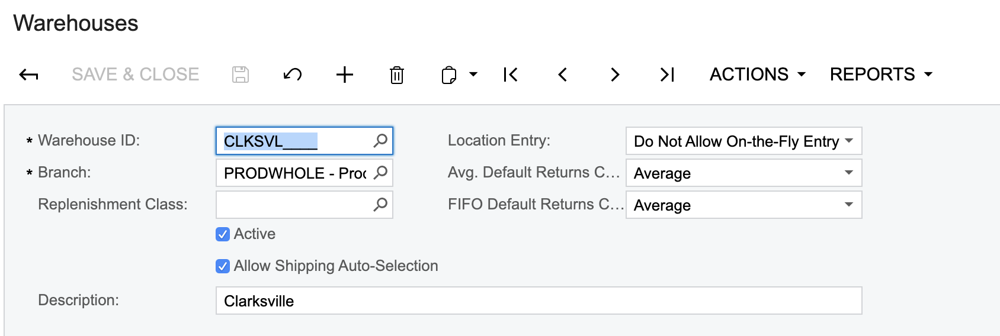 Warehouses
SAVE & CLOSE ACTIONS REPORTS
* Warehouse ID: CLKSVL____ Location Entry: Do Not Allow On-the-Fly Entry
* Branch: PRODWHOLE - Prod Avg. Default Returns C... Average
Replenishment Class: FIFO Default Returns C... Average
Active
Allow Shipping Auto-Selection
Description: Clarksville